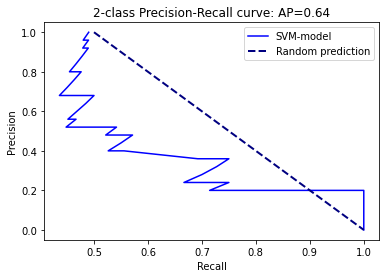 2-class Precision-Recall curve: AP=0.64
SVM-model
Random prediction
Precision
1.0
0.8
0.6
0.4
0.2
0.0
0.5 0.6 0.7 0.8 0.9 1.0
Recall